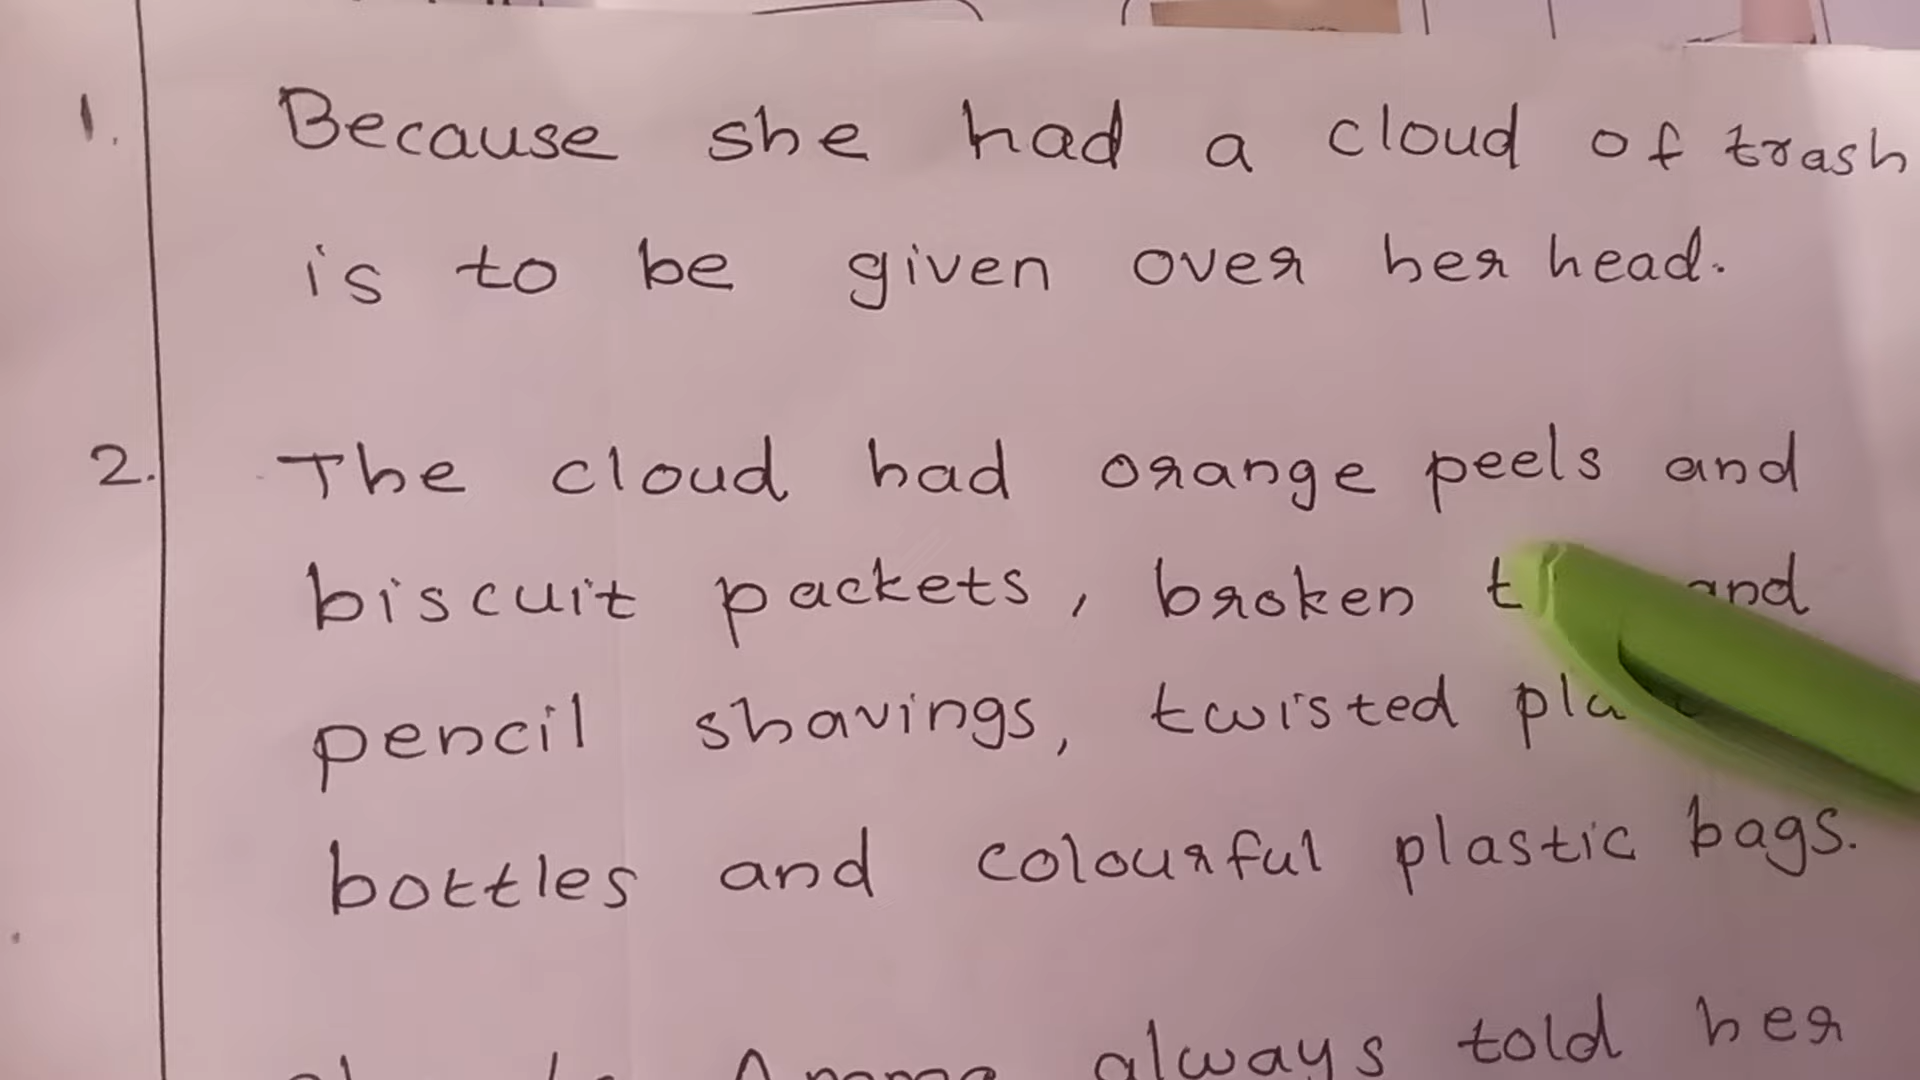 1. Because she had a cloud of trash
is to be given over her head.
2. The cloud had orange peels and
biscuit packets, broken and
pencil shavings, twisted
bottles and colourful plastic bags.
always told her